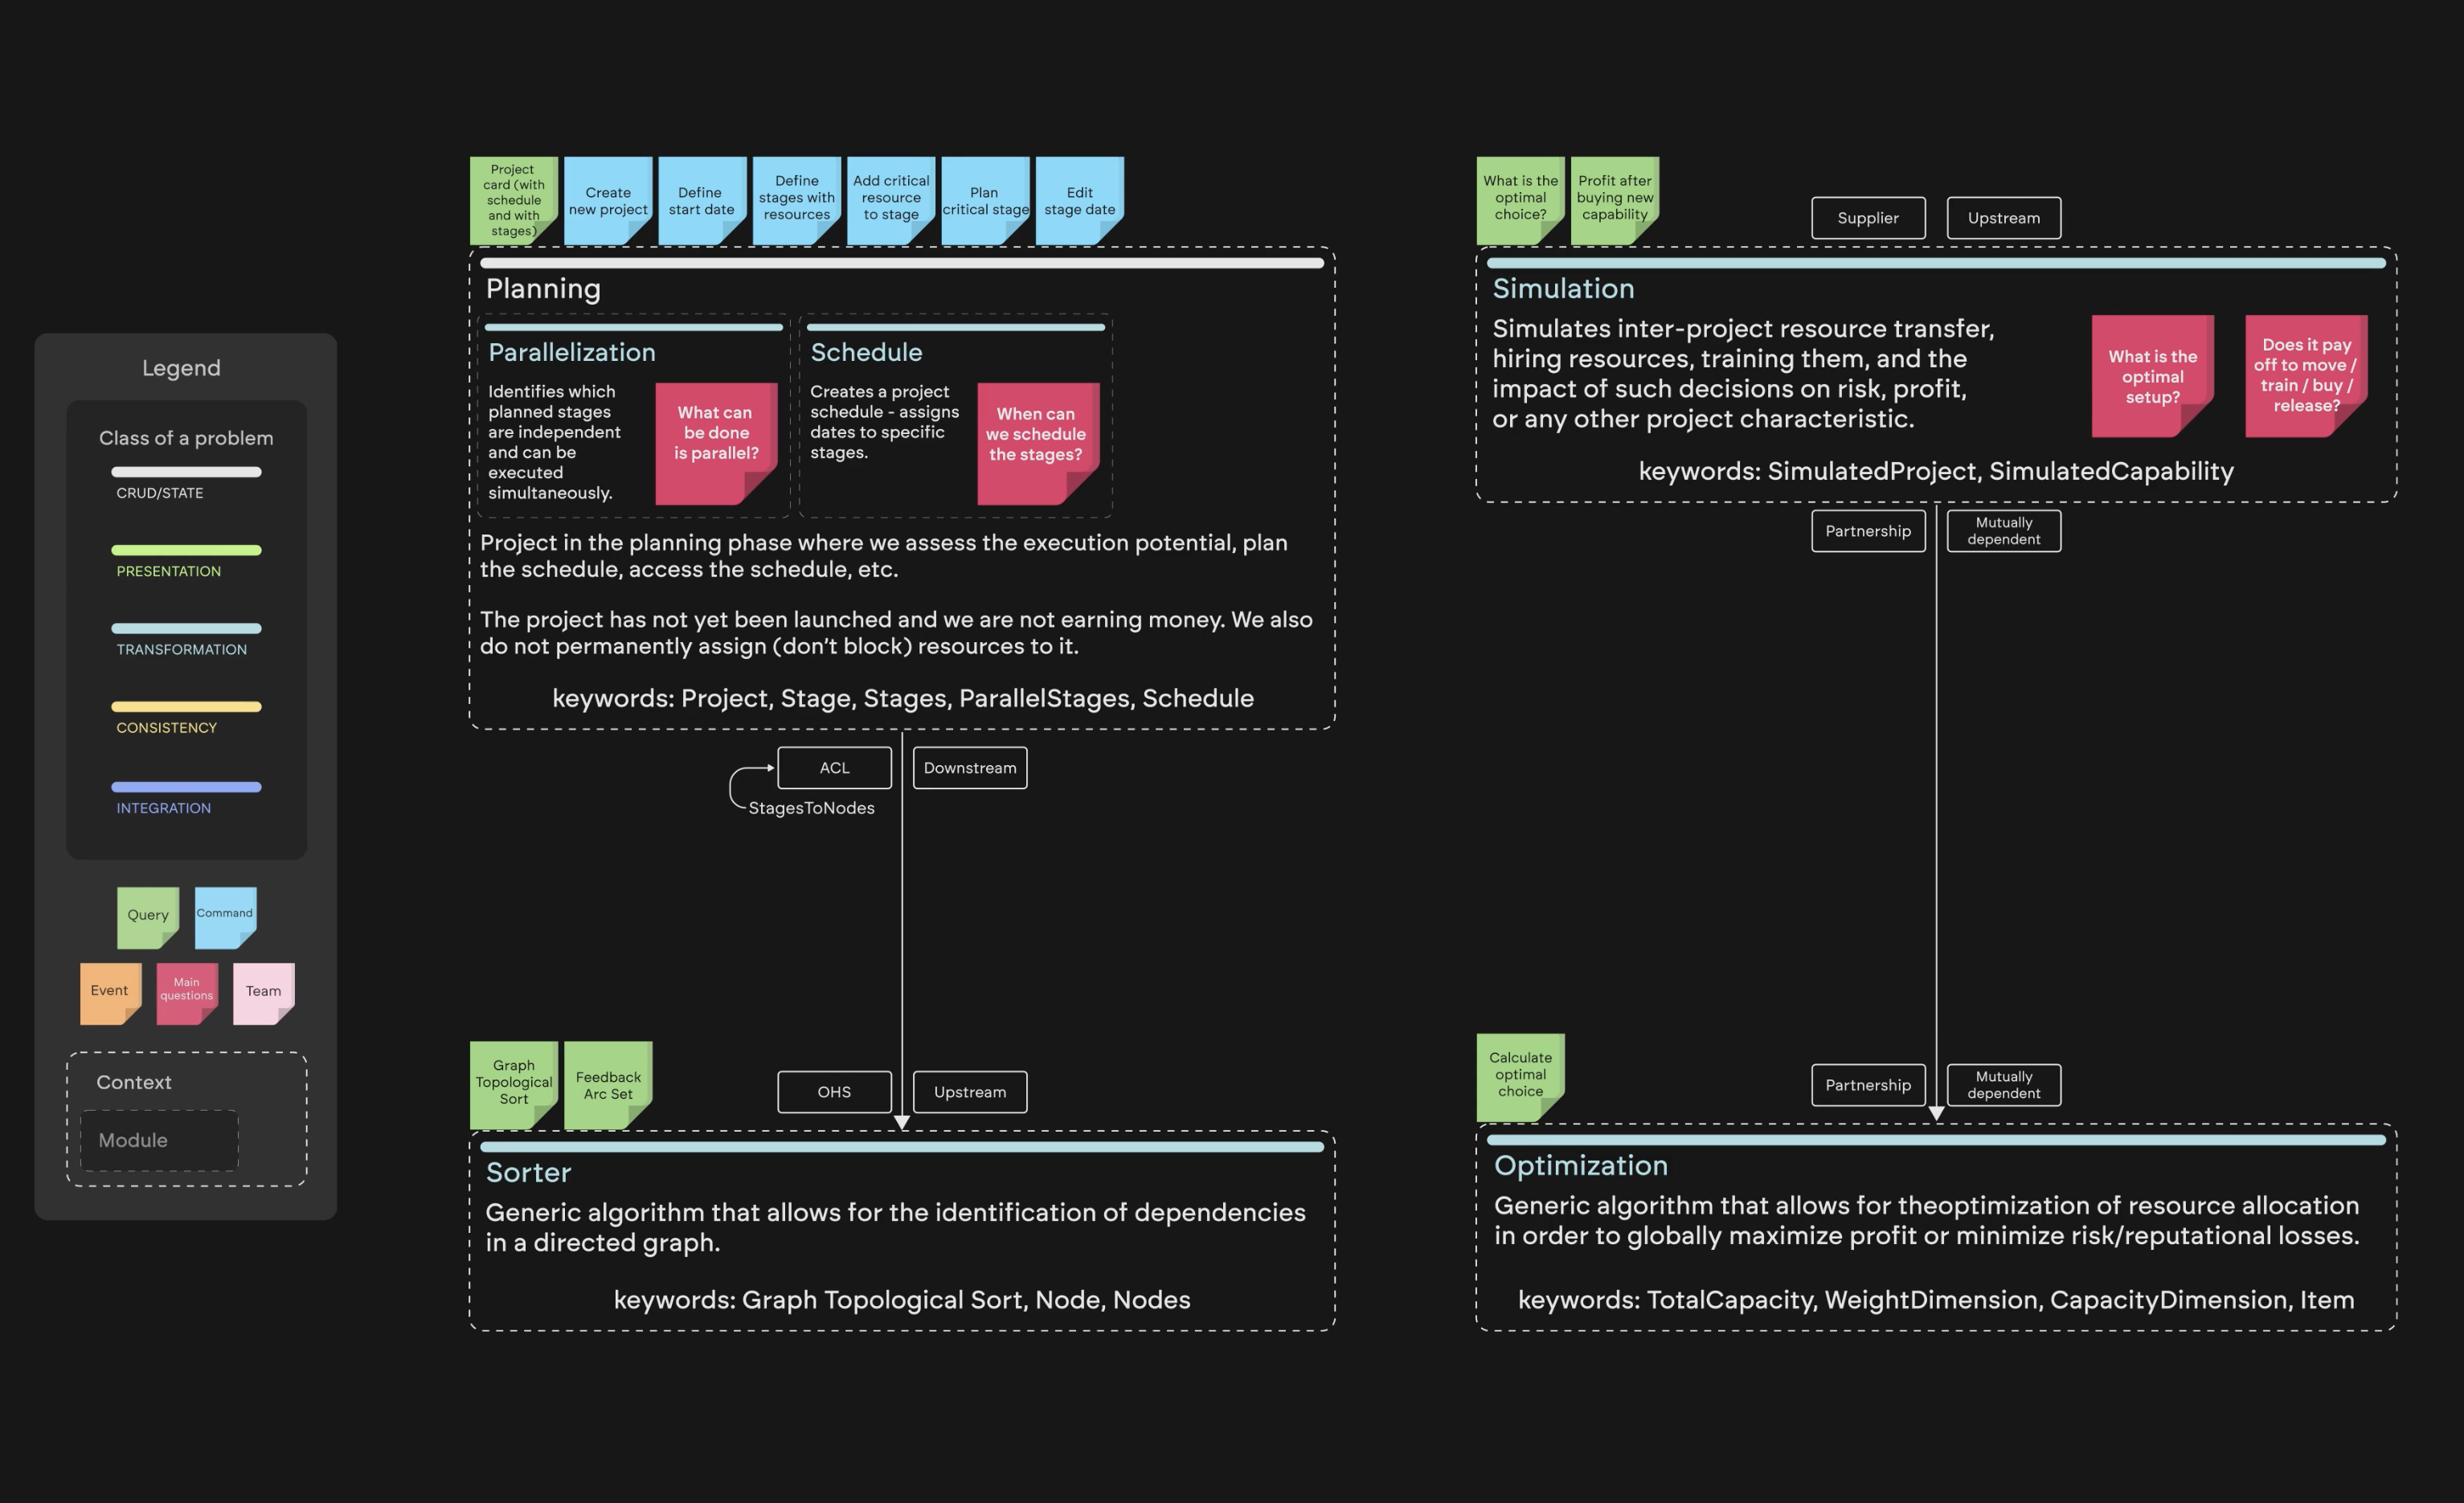 Legend
Class of a problem
CRUD/STATE
PRESENTATION
TRANSFORMATION
CONSISTENCY
INTEGRATION
Query
Command
Event
Main
questions
Team
Context
Module
Project
card (with
schedule
and with
stages)
Create
new project
Define
start date
Define
stages with
resources
Add critical
resource
to stage
Plan
critical stage
Edit
stage date
Planning
Parallelization
Identifies which
planned stages
are independent
and can be
executed
simultaneously.
What can
be done
is parallel?
Schedule
Creates a project
schedule - assigns
dates to specific
stages.
When can
we schedule
the stages?
Project in the planning phase where we assess the execution potential, plan
the schedule, access the schedule, etc.
The project has not yet been launched and we are not earning money. We also
do not permanently assign (don't block) resources to it.
keywords: Project, Stage, Stages, ParallelStages, Schedule
ACL
Downstream
StagesToNodes
Graph
Topological
Sort
Feedback
Arc Set
OHS
Upstream
Sorter
Generic algorithm that allows for the identification of dependencies
in a directed graph.
keywords: Graph Topological Sort, Node, Nodes
What is the
optimal
choice?
Profit after
buying new
capability
Supplier
Upstream
Simulation
Simulates inter-project resource transfer,
hiring resources, training them, and the
impact of such decisions on risk, profit,
or any other project characteristic.
What is the
optimal
setup?
Does it pay
off to move /
train / buy /
release?
keywords: SimulatedProject, SimulatedCapability
Partnership
Mutually
dependent
Calculate
optimal
choice
Partnership
Mutually
dependent
Optimization
Generic algorithm that allows for theoptimization of resource allocation
in order to globally maximize profit or minimize risk/reputational losses.
keywords: TotalCapacity, WeightDimension, CapacityDimension, Item